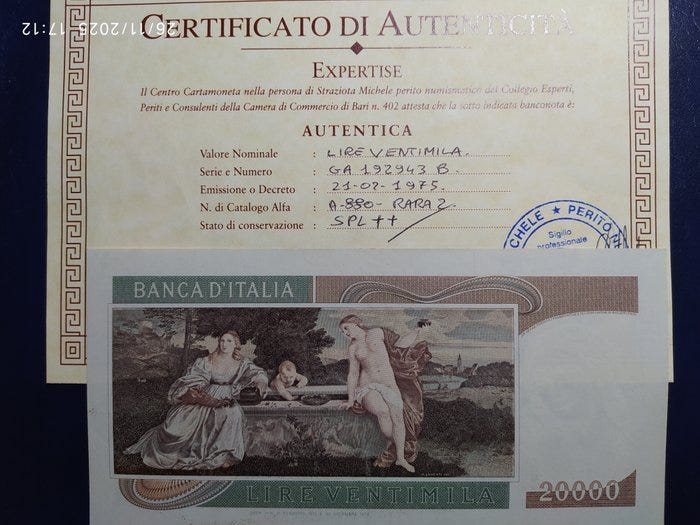 26/11/2025 17:12
CERTIFICATO DI AUTENTICITÀ
EXPERTISE
Il Centro Cartamoneta nella persona di Straziota Michele perito numismatico del Collegio Esperti,
Periti e Consulenti della Camera di Commercio di Bari n. 402 attesta che la sotto indicata banconota è:
AUTENTICA
Valore Nominale : LIRE VENTIMILA.
Serie e Numero : GA 192943 B.
Emissione o Decreto : 21-02-1975.
N. di Catalogo Alfa : A-880- RARA 2.
Stato di conservazione : SPL ++
CHELE ★ PERITO
Sigillo
professionale
BANCA D'ITALIA
LIRE VENTIMILA
20000